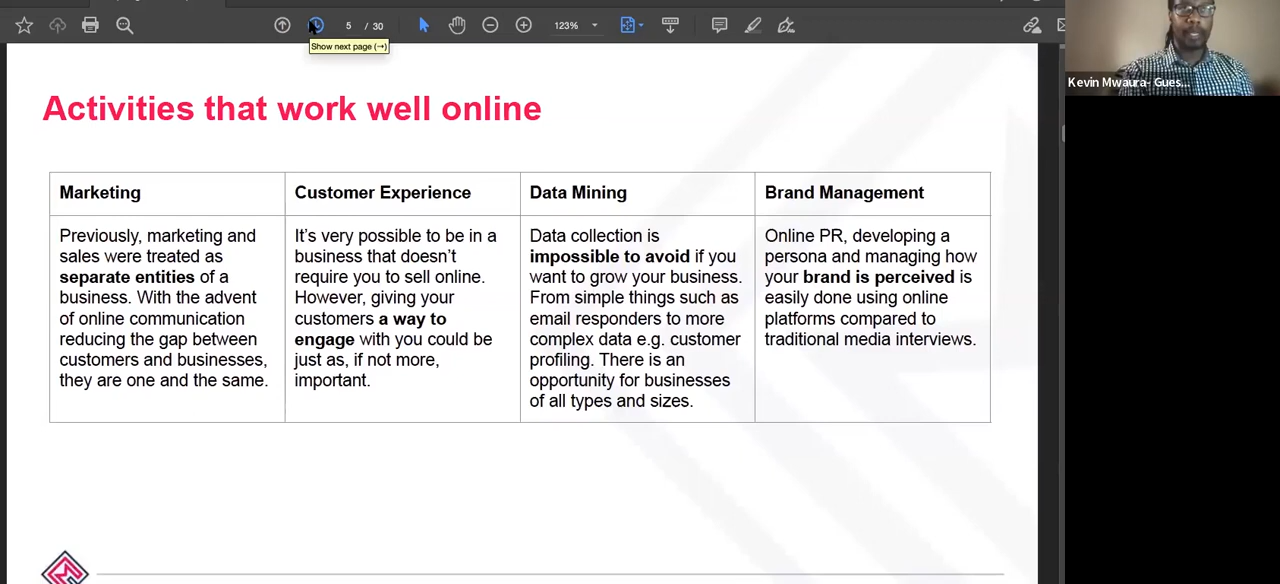 5 / 30
123%
Show next page (→)
Kevin Mwaura- Gues...
Activities that work well online
Marketing
Previously, marketing and
sales were treated as
separate entities of a
business. With the advent
of online communication
reducing the gap between
customers and businesses,
they are one and the same.
Customer Experience
It’s very possible to be in a
business that doesn’t
require you to sell online.
However, giving your
customers a way to
engage with you could be
just as, if not more,
important.
Data Mining
Data collection is
impossible to avoid if you
want to grow your business.
From simple things such as
email responders to more
complex data e.g. customer
profiling. There is an
opportunity for businesses
of all types and sizes.
Brand Management
Online PR, developing a
persona and managing how
your brand is perceived is
easily done using online
platforms compared to
traditional media interviews.